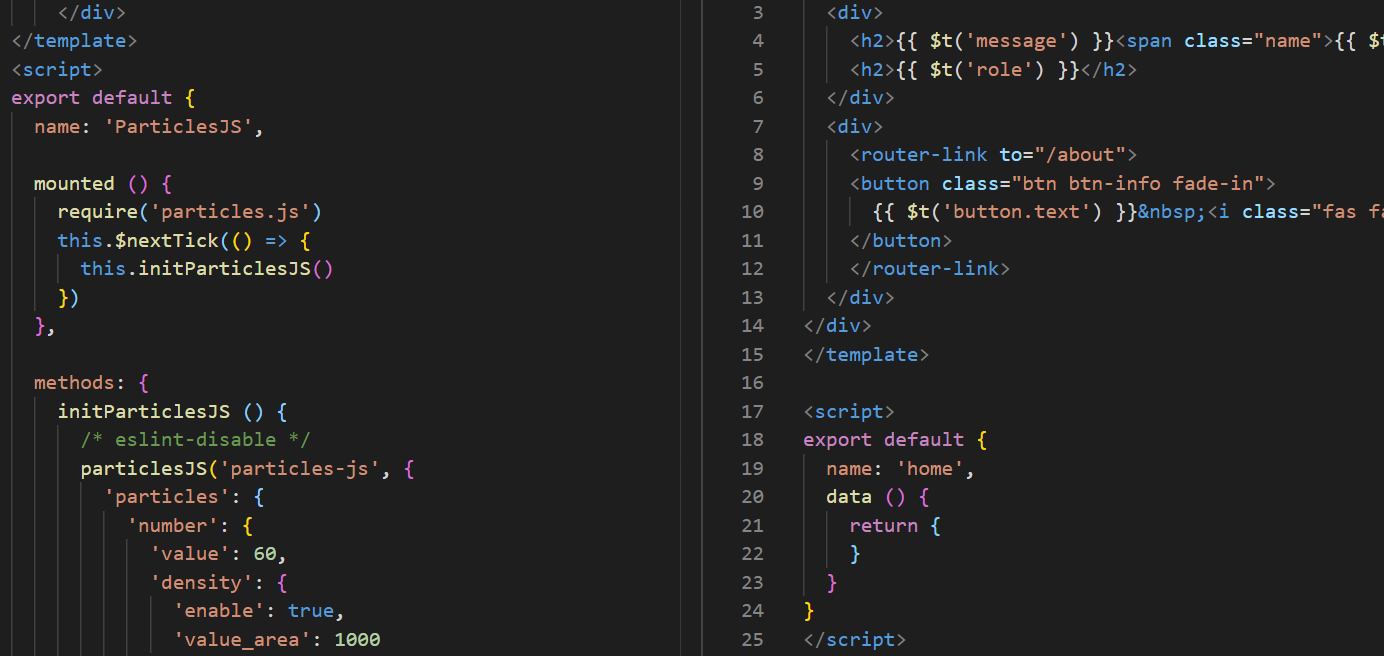 </div>
</template>
<script>
export default {
  name: 'ParticlesJS',

  mounted () {
    require('particles.js')
    this.$nextTick(() => {
      this.initParticlesJS()
    })
  },

  methods: {
    initParticlesJS () {
      /* eslint-disable */
      particlesJS('particles-js', {
        'particles': {
          'number': {
            'value': 60,
            'density': {
              'enable': true,
              'value_area': 1000
3   <div>
4     <h2>{{ $t('message') }}<span class="name">{{ $t
5     <h2>{{ $t('role') }}</h2>
6   </div>
7   <div>
8     <router-link to="/about">
9     <button class="btn btn-info fade-in">
10       {{ $t('button.text') }}&nbsp;<i class="fas fa
11     </button>
12     </router-link>
13   </div>
14 </div>
15 </template>
16
17 <script>
18 export default {
19   name: 'home',
20   data () {
21     return {
22     }
23   }
24 }
25 </script>